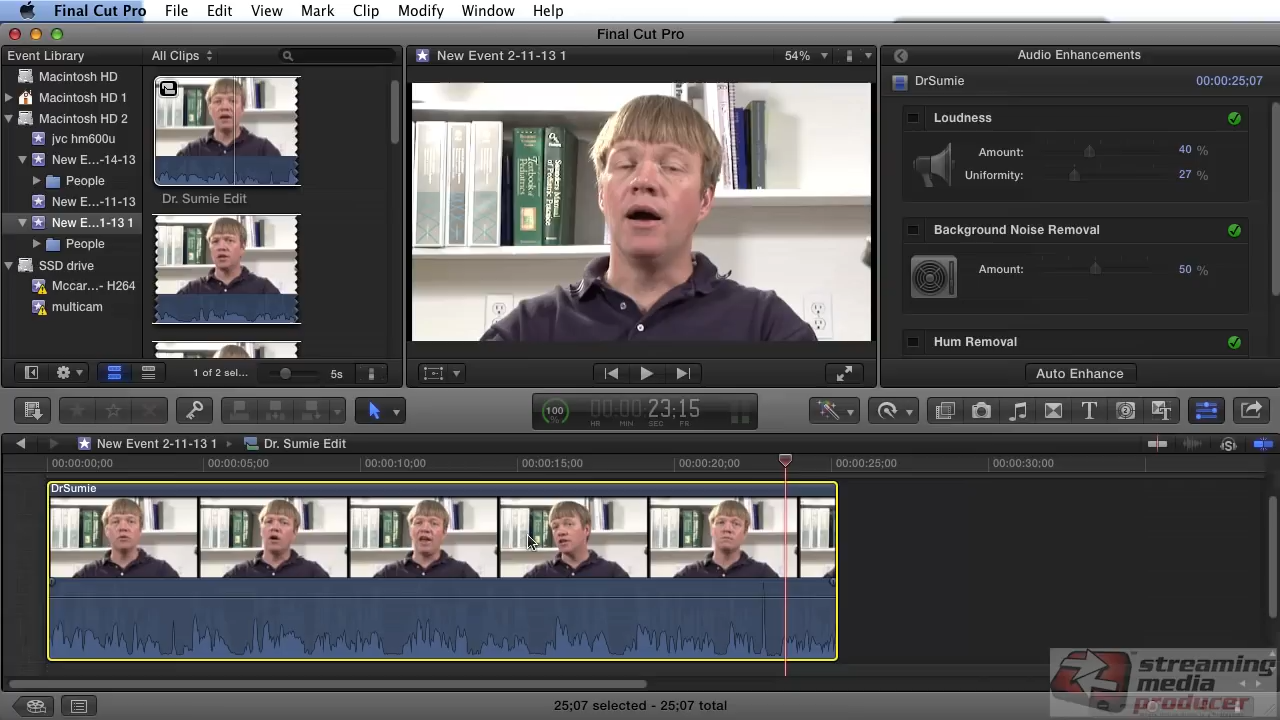 Final Cut Pro File Edit View Mark Clip Modify Window Help
Final Cut Pro
Event Library
All Clips
New Event 2-11-13 1
54%
Audio Enhancements
Macintosh HD
Macintosh HD 1
Macintosh HD 2
jvc hm600u
New E...-14-13
People
New E...-11-13
New E...1-13 1
People
SSD drive
Mccar...- H264
multicam
Dr. Sumie Edit
1 of 2 sel...
5s
Textbook of Pediatrics
DrSumie
00:00:25;07
Loudness
Amount: 40 %
Uniformity: 27 %
Background Noise Removal
Amount: 50 %
Hum Removal
Auto Enhance
100
00:00:23;15
HR MIN SEC FR
New Event 2-11-13 1
Dr. Sumie Edit
00:00:00;00 00:00:05;00 00:00:10;00 00:00:15;00 00:00:20;00 00:00:25;00 00:00:30;00
DrSumie
25;07 selected - 25;07 total
streaming
media
producer